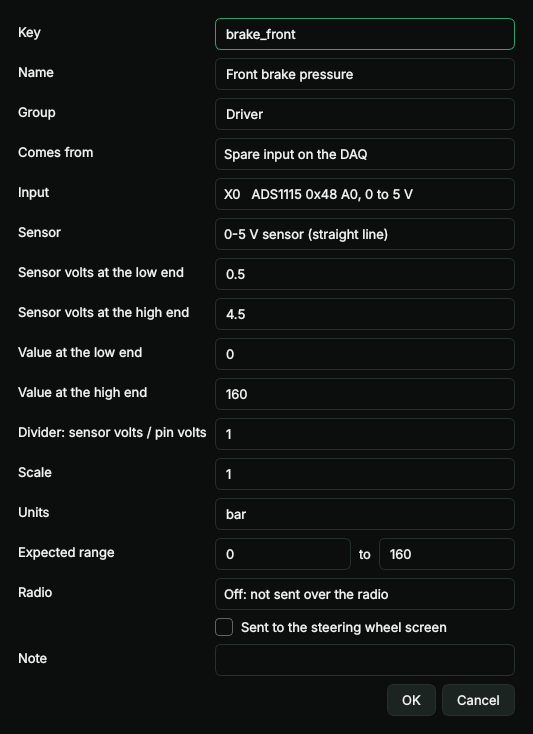 Key brake_front
Name Front brake pressure
Group Driver
Comes from Spare input on the DAQ
Input X0 ADS1115 0x48 A0, 0 to 5 V
Sensor 0-5 V sensor (straight line)
Sensor volts at the low end 0.5
Sensor volts at the high end 4.5
Value at the low end 0
Value at the high end 160
Divider: sensor volts / pin volts 1
Scale 1
Units bar
Expected range 0 to 160
Radio Off: not sent over the radio
Sent to the steering wheel screen
Note
OK Cancel